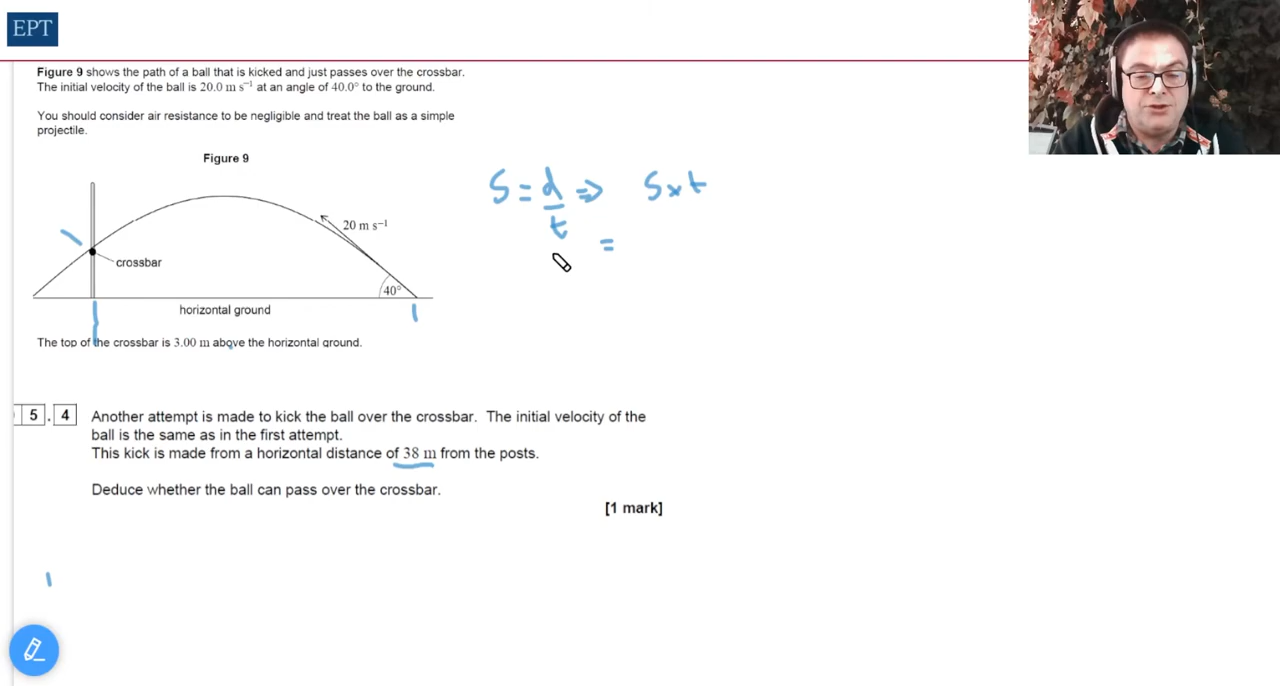 EPT
Figure 9 shows the path of a ball that is kicked and just passes over the crossbar.
The initial velocity of the ball is 20.0 m s⁻¹ at an angle of 40.0° to the ground.
You should consider air resistance to be negligible and treat the ball as a simple
projectile.
Figure 9
20 m s⁻¹
crossbar
40°
horizontal ground
The top of the crossbar is 3.00 m above the horizontal ground.
S = d/t ⇒ S × t
=
5 . 4
Another attempt is made to kick the ball over the crossbar. The initial velocity of the
ball is the same as in the first attempt.
This kick is made from a horizontal distance of 38 m from the posts.
Deduce whether the ball can pass over the crossbar.
[1 mark]